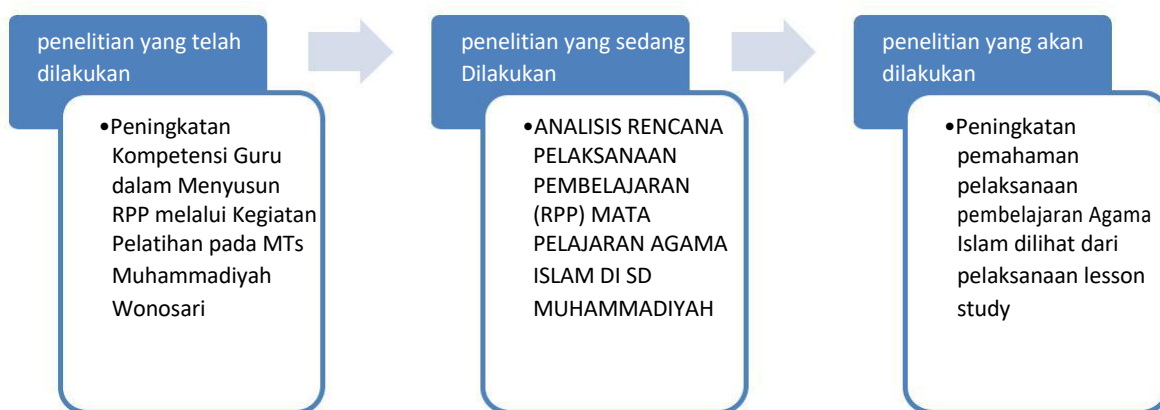 penelitian yang telah
dilakukan
•Peningkatan
Kompetensi Guru
dalam Menyusun
RPP melalui Kegiatan
Pelatihan pada MTs
Muhammadiyah
Wonosari
penelitian yang sedang
Dilakukan
•ANALISIS RENCANA
PELAKSANAAN
PEMBELAJARAN
(RPP) MATA
PELAJARAN AGAMA
ISLAM DI SD
MUHAMMADIYAH
penelitian yang akan
dilakukan
•Peningkatan
pemahaman
pelaksanaan
pembelajaran Agama
Islam dilihat dari
pelaksanaan lesson
study